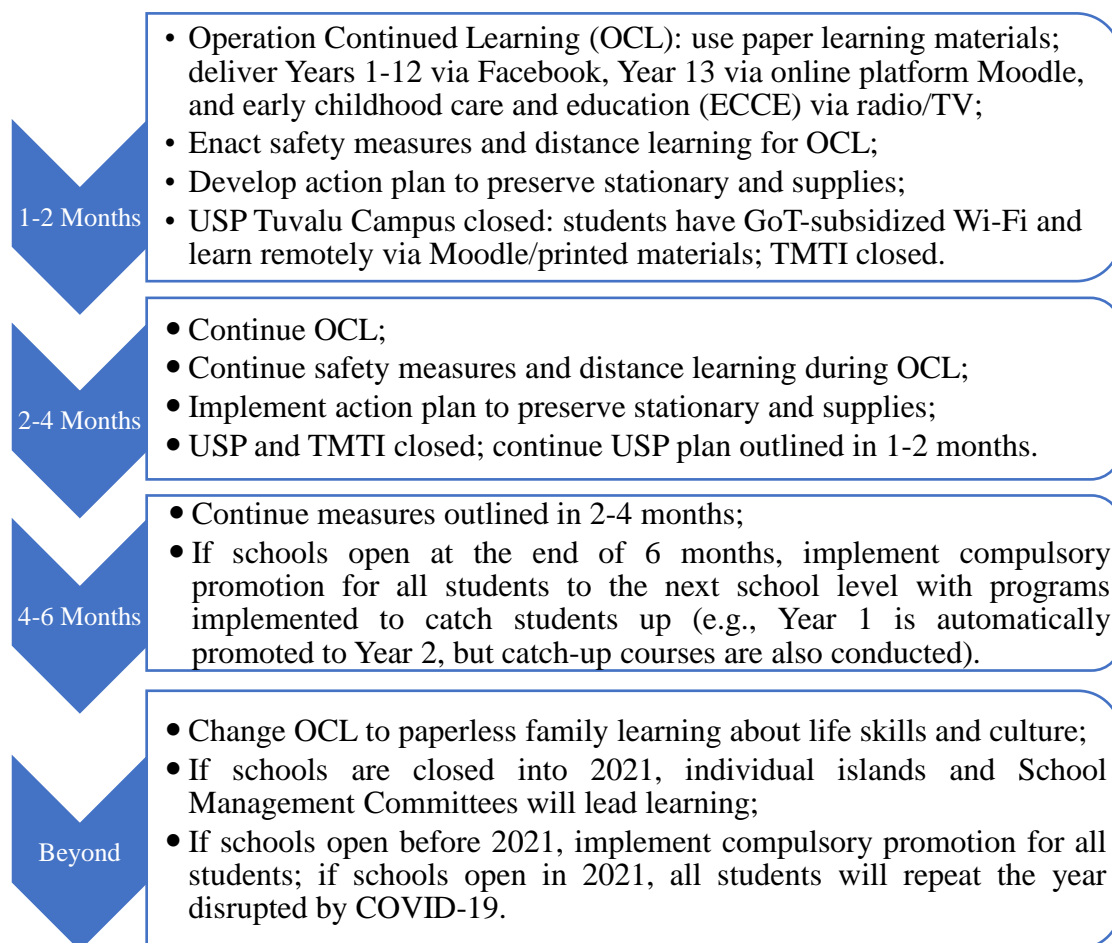 1-2 Months
• Operation Continued Learning (OCL): use paper learning materials;
deliver Years 1-12 via Facebook, Year 13 via online platform Moodle,
and early childhood care and education (ECCE) via radio/TV;
• Enact safety measures and distance learning for OCL;
• Develop action plan to preserve stationary and supplies;
• USP Tuvalu Campus closed: students have GoT-subsidized Wi-Fi and
learn remotely via Moodle/printed materials; TMTI closed.
2-4 Months
• Continue OCL;
• Continue safety measures and distance learning during OCL;
• Implement action plan to preserve stationary and supplies;
• USP and TMTI closed; continue USP plan outlined in 1-2 months.
4-6 Months
• Continue measures outlined in 2-4 months;
• If schools open at the end of 6 months, implement compulsory
promotion for all students to the next school level with programs
implemented to catch students up (e.g., Year 1 is automatically
promoted to Year 2, but catch-up courses are also conducted).
Beyond
• Change OCL to paperless family learning about life skills and culture;
• If schools are closed into 2021, individual islands and School
Management Committees will lead learning;
• If schools open before 2021, implement compulsory promotion for all
students; if schools open in 2021, all students will repeat the year
disrupted by COVID-19.